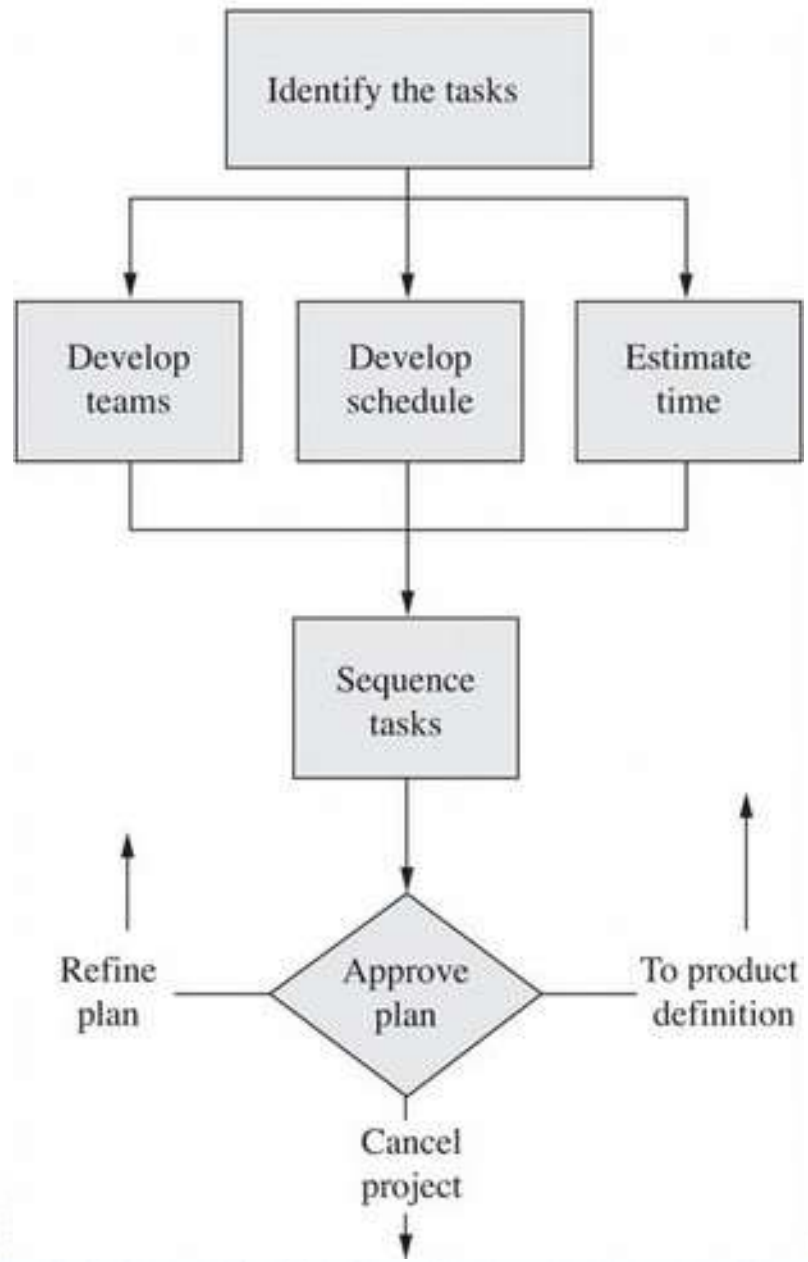 Identify the tasks
Develop
teams
Develop
schedule
Estimate
time
Sequence
tasks
Refine
plan
Approve
plan
To product
definition
Cancel
project